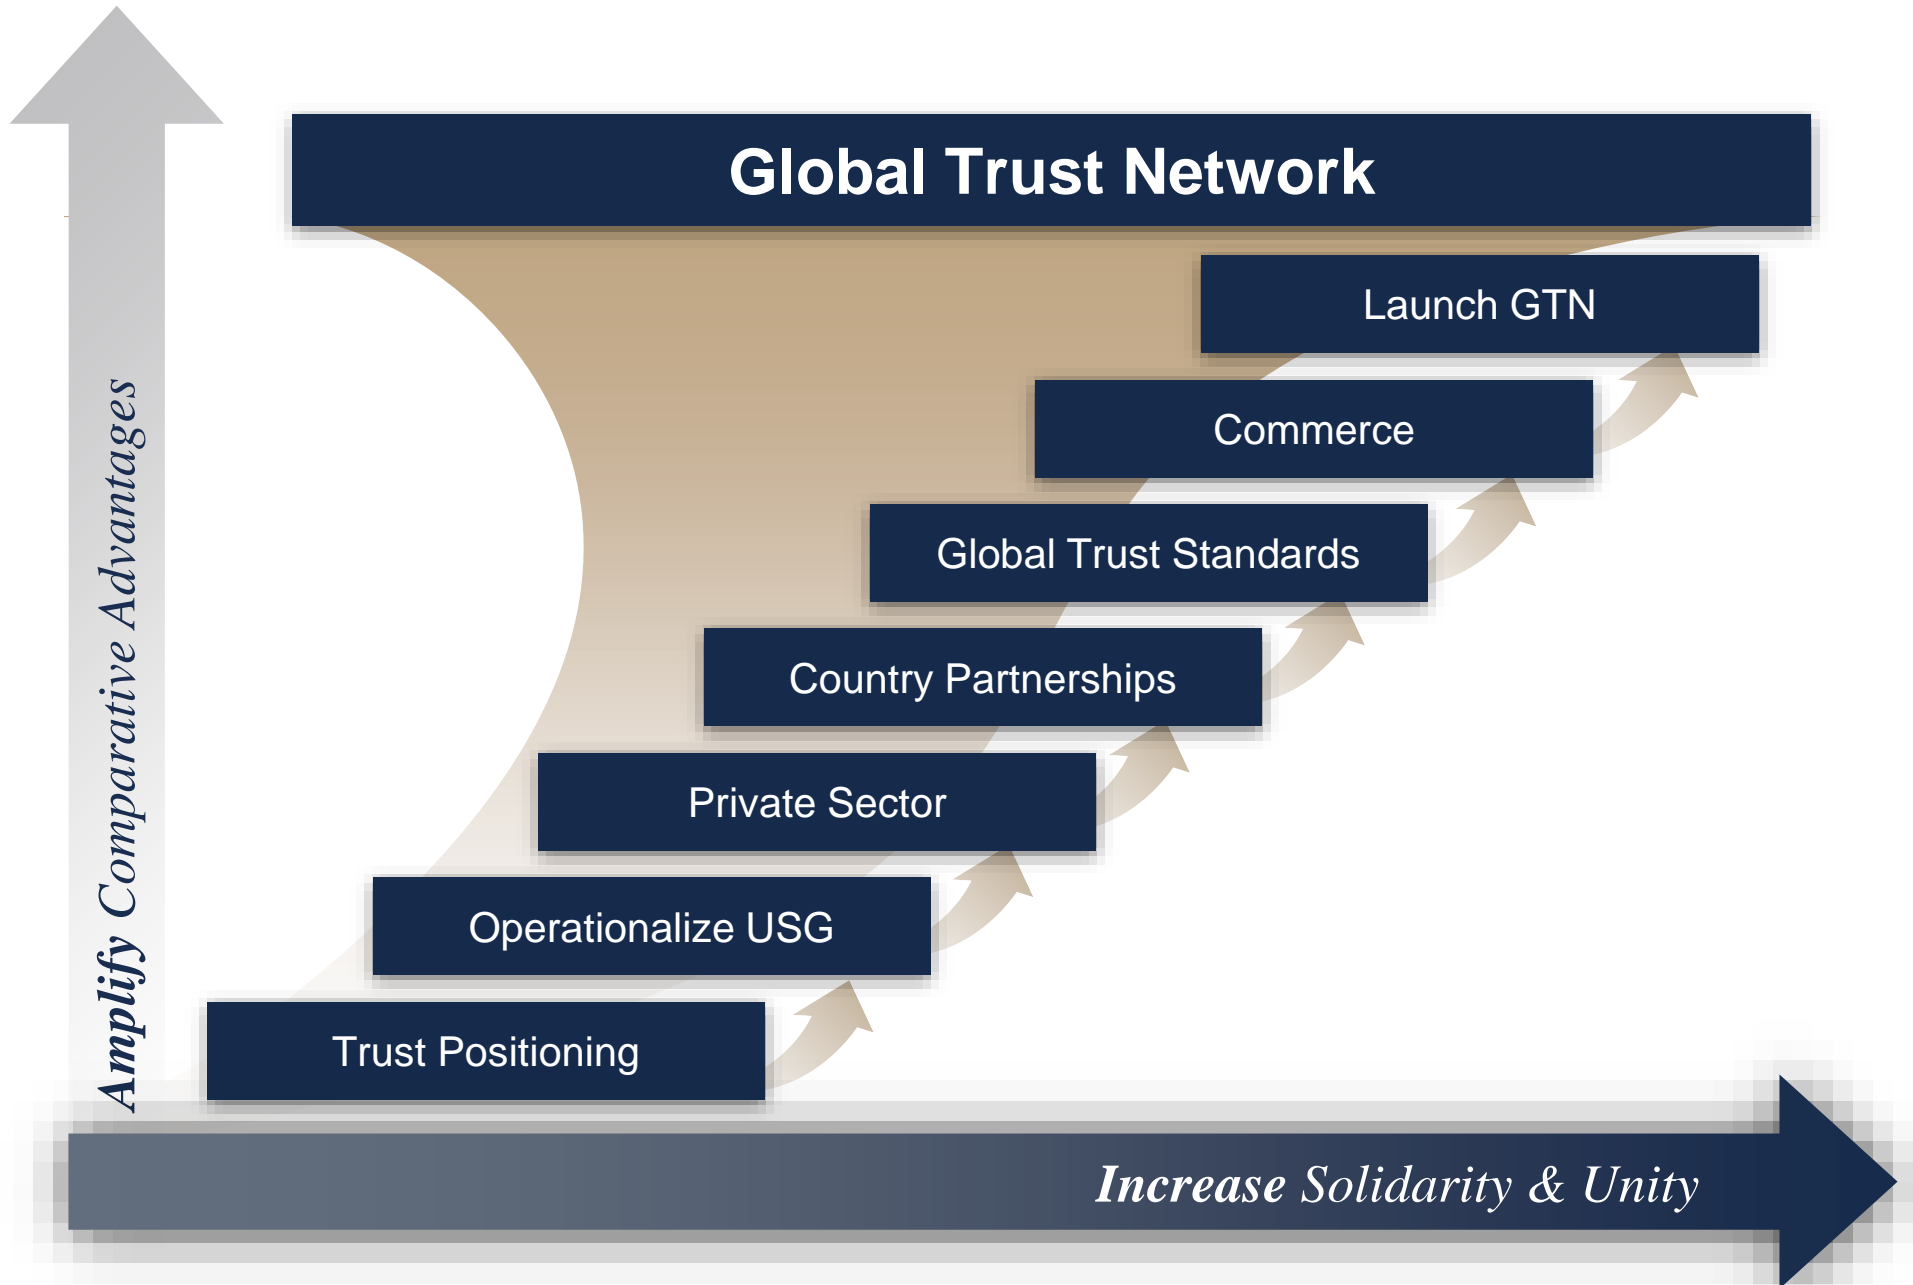 Global Trust Network
Launch GTN
Commerce
Global Trust Standards
Country Partnerships
Private Sector
Operationalize USG
Trust Positioning
Amplify Comparative Advantages
Increase Solidarity & Unity